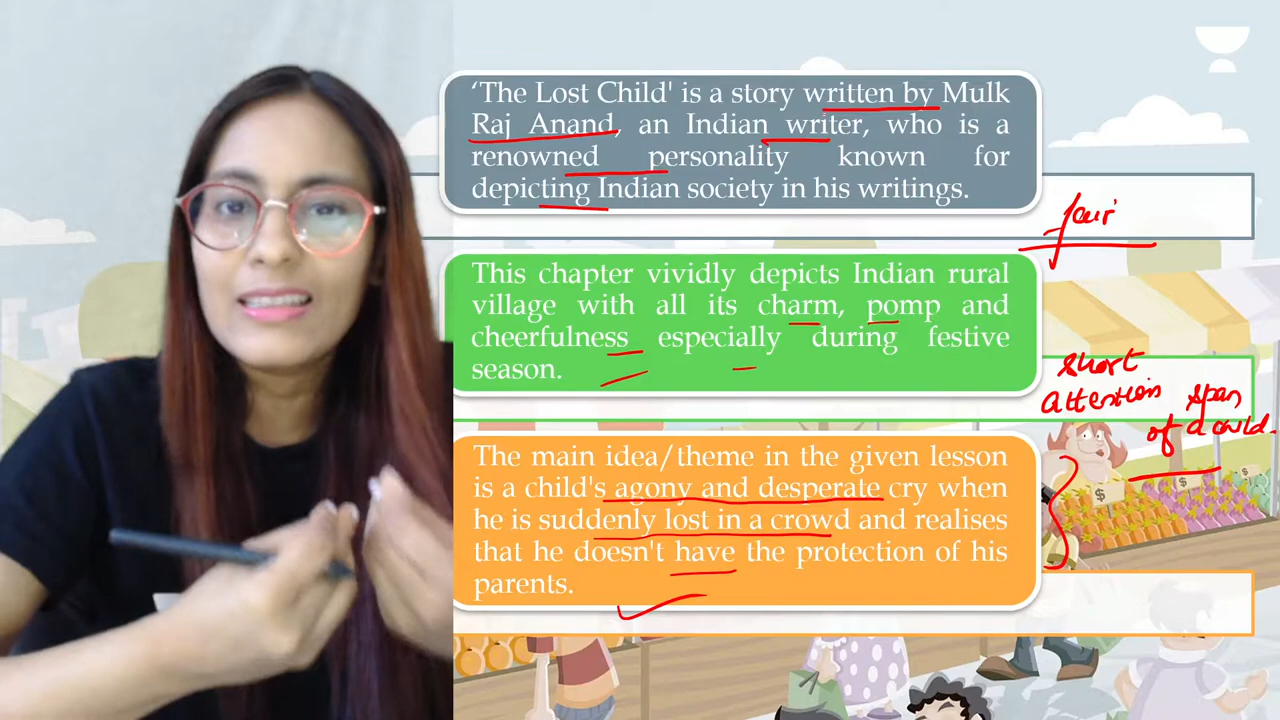 ‘The Lost Child' is a story written by Mulk
Raj Anand, an Indian writer, who is a
renowned personality known for
depicting Indian society in his writings.
fair
This chapter vividly depicts Indian rural
village with all its charm, pomp and
cheerfulness especially during festive
season.
short
attention span
of
The main idea/theme in the given lesson
is a child's agony and desperate cry when
he is suddenly lost in a crowd and realises
that he doesn't have the protection of his
parents.
$
$
$